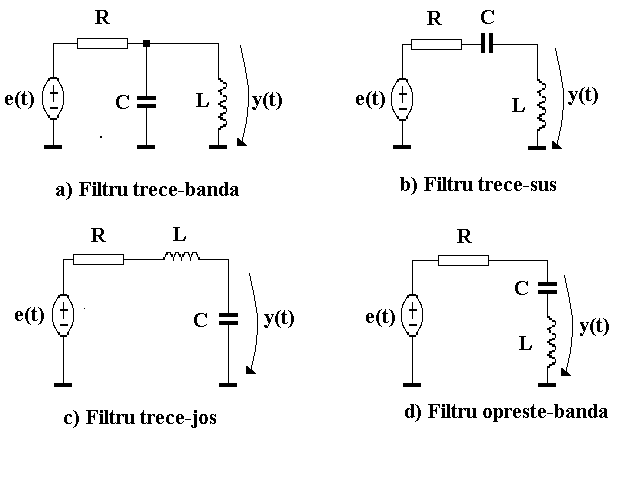 R
e(t)
+
−
C
L
y(t)
a) Filtru trece-banda
R
C
e(t)
+
−
L
y(t)
b) Filtru trece-sus
R
L
e(t)
+
−
C
y(t)
c) Filtru trece-jos
R
C
e(t)
+
−
L
y(t)
d) Filtru opreste-banda